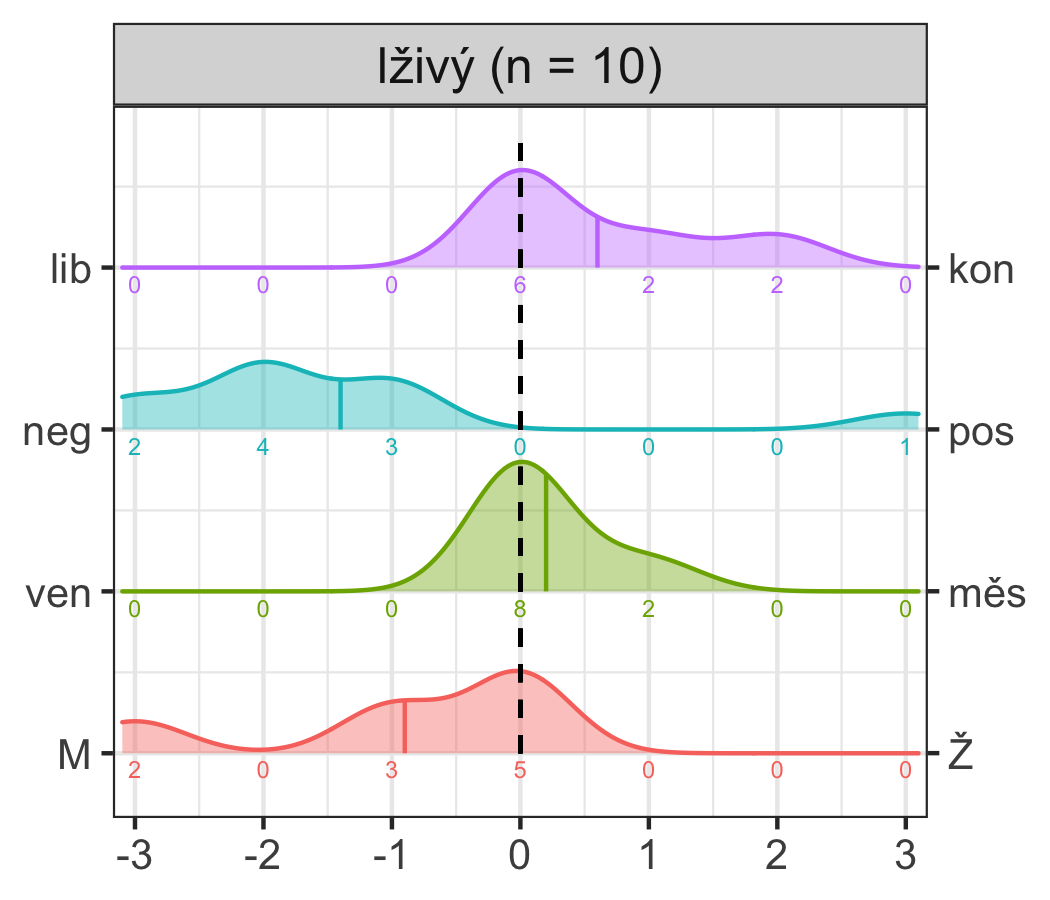 lživý (n = 10)
lib kon
0 0 0 6 2 2 0
neg pos
2 4 3 0 0 0 1
ven měs
0 0 0 8 2 0 0
M Ž
2 0 3 5 0 0 0
-3 -2 -1 0 1 2 3